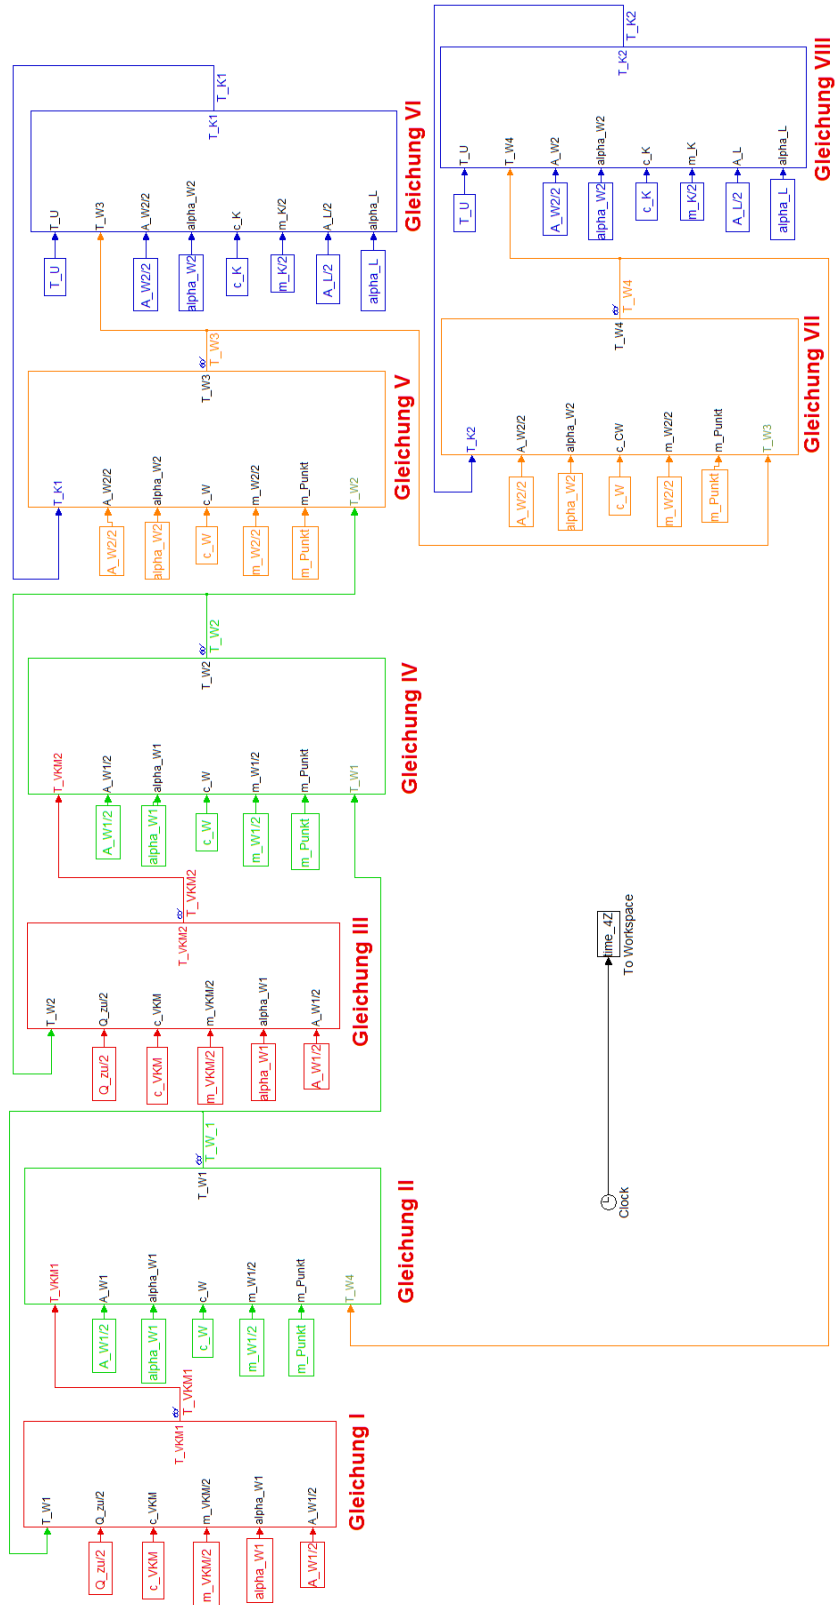 T_W1
Q_zu/2
Q_zu/2
c_VKM
c_VKM
m_VKM/2
m_VKM/2
alpha_W1
alpha_W1
A_W1/2
A_W1/2
T_VKM1
T_VKM1
Gleichung I
T_VKM1
A_W1/2
A_W1
alpha_W1
alpha_W1
c_W
c_W
m_W1/2
m_W1/2
m_Punkt
m_Punkt
T_W4
T_W1
T_W_1
Gleichung II
T_W2
Q_zu/2
Q_zu/2
c_VKM
c_VKM
m_VKM/2
m_VKM/2
alpha_W1
alpha_W1
A_W1/2
A_W1/2
T_VKM2
T_VKM2
Gleichung III
T_VKM2
A_W1/2
A_W1/2
alpha_W1
alpha_W1
c_W
c_W
m_W1/2
m_W1/2
m_Punkt
m_Punkt
T_W1
T_W2
T_W2
Gleichung IV
T_K1
A_W2/2
A_W2/2
alpha_W2
alpha_W2
c_W
c_W
m_W2/2
m_W2/2
m_Punkt
m_Punkt
T_W2
T_W3
T_W3
Gleichung V
T_U
T_U
T_W3
A_W2/2
A_W2/2
alpha_W2
alpha_W2
c_K
c_K
m_K/2
m_K/2
A_L/2
A_L/2
alpha_L
alpha_L
T_K1
T_K1
Gleichung VI
T_K2
A_W2/2
A_W2/2
alpha_W2
alpha_W2
c_W
c_CW
m_W2/2
m_W2/2
m_Punkt
m_Punkt
T_W3
T_W4
T_W4
Gleichung VII
T_U
T_U
T_W4
A_W2/2
A_W2
alpha_W2
alpha_W2
c_K
c_K
m_K/2
m_K
A_L/2
A_L
alpha_L
alpha_L
T_K2
T_K2
Gleichung VIII
Clock
time_4Z
To Workspace